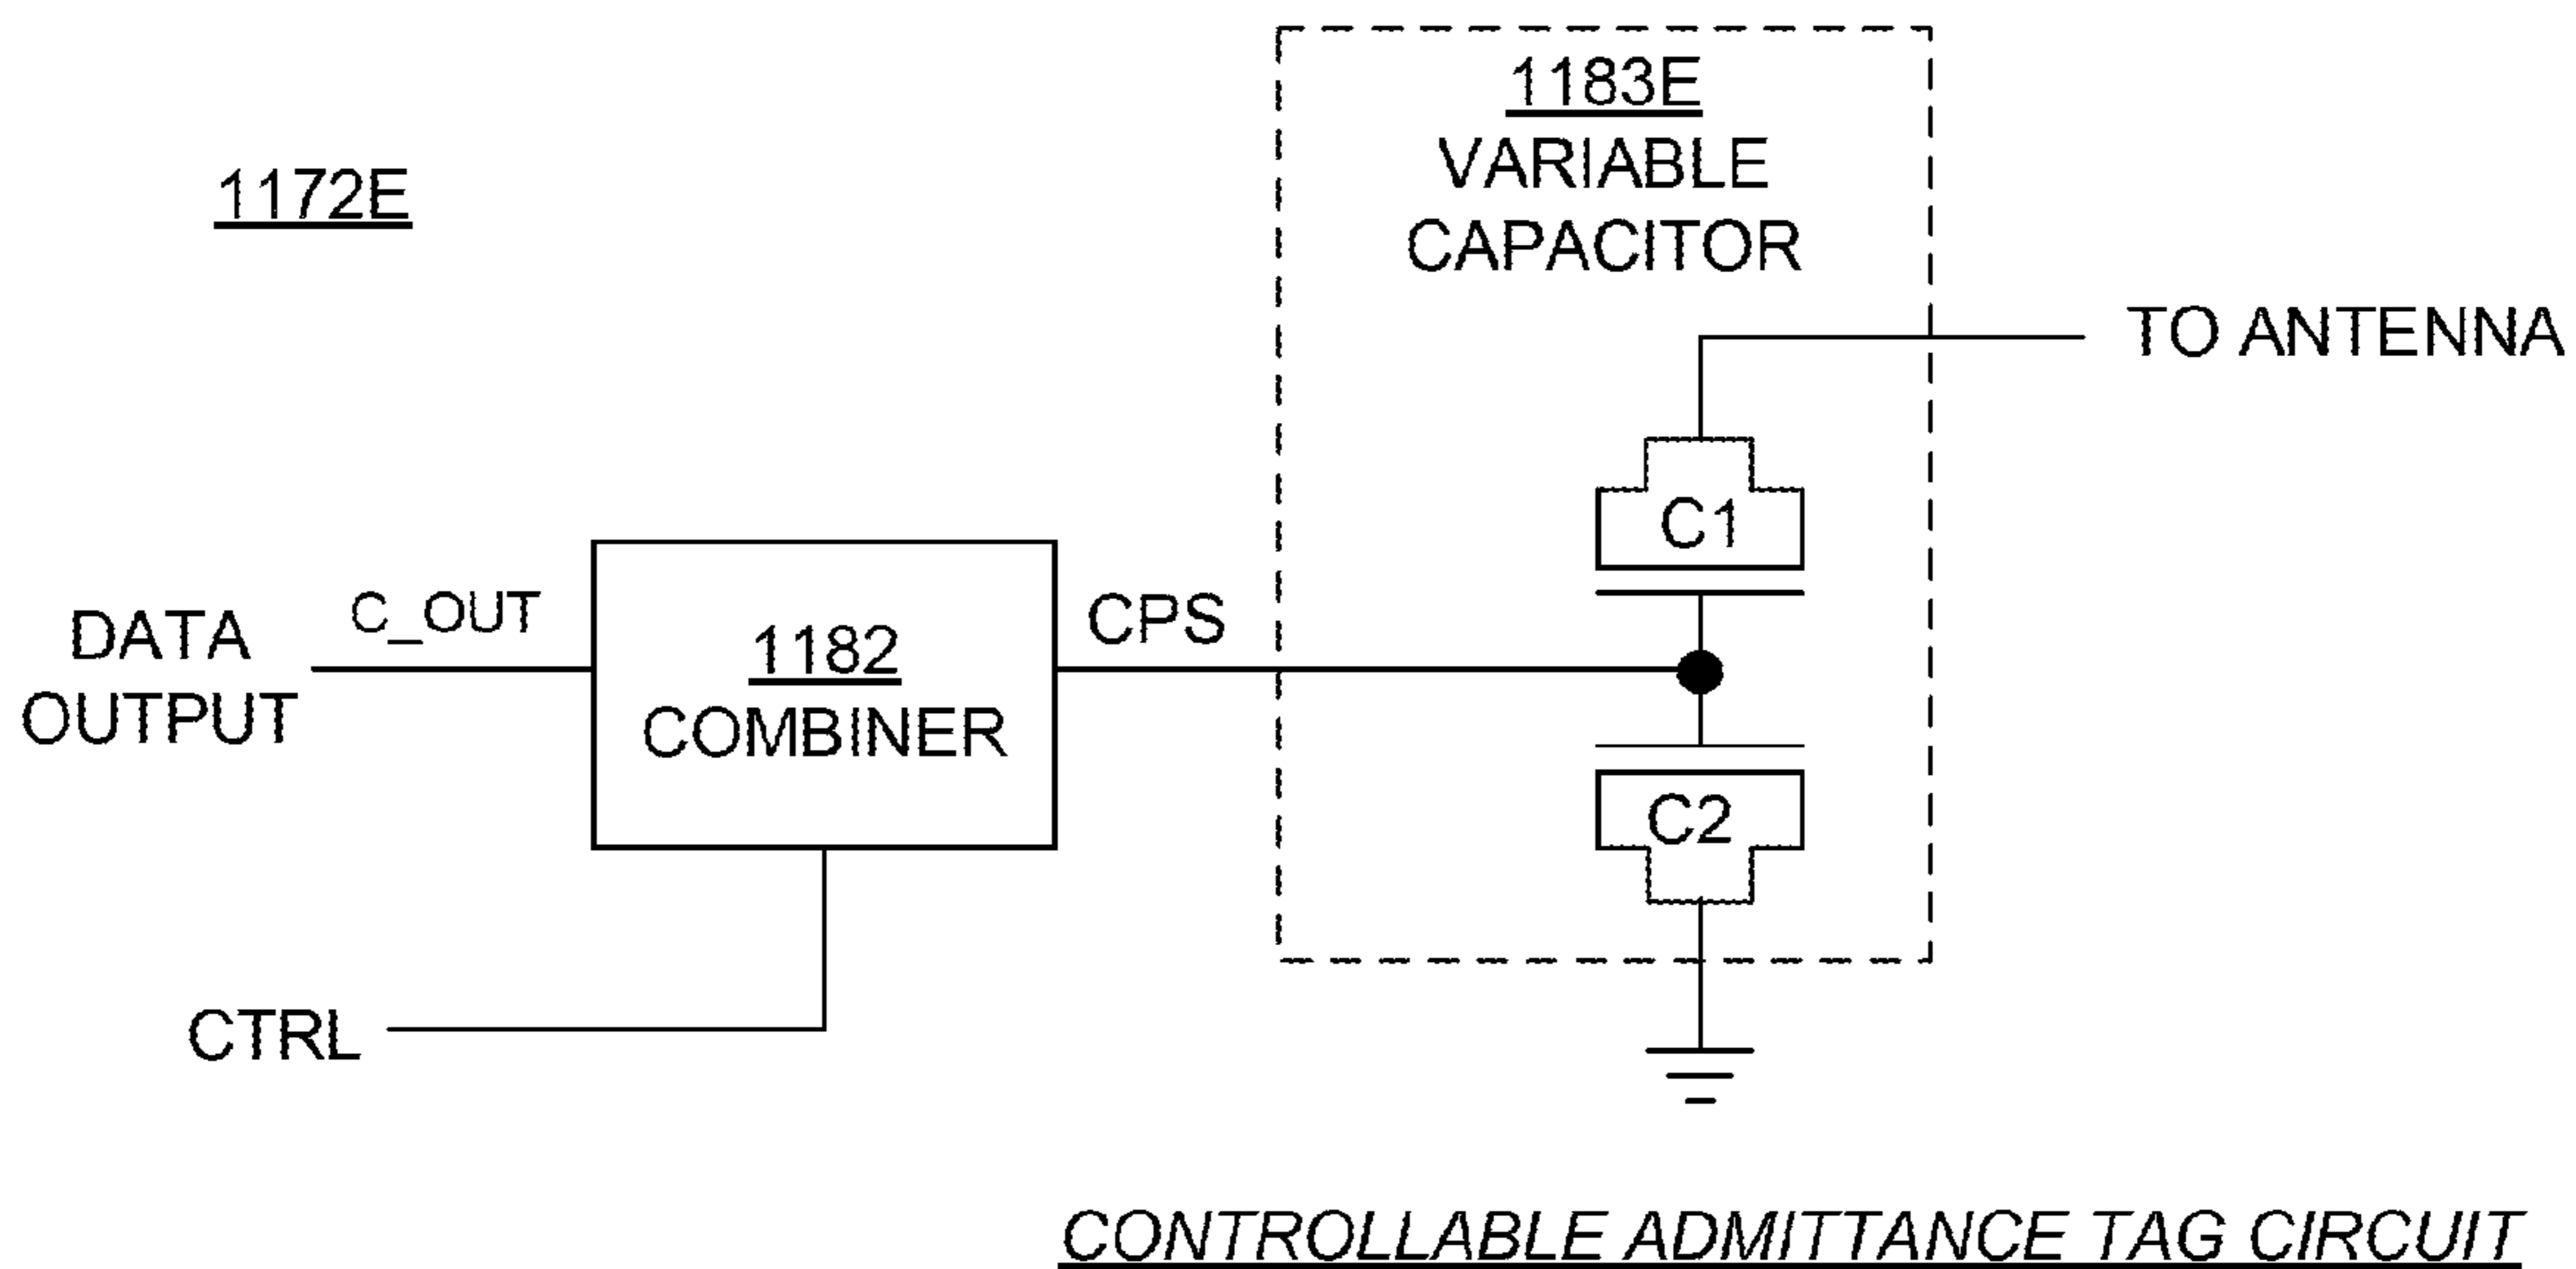 1172E
1183E
VARIABLE
CAPACITOR
TO ANTENNA
C1
DATA
OUTPUT
C_OUT
1182
COMBINER
CPS
C2
CTRL
CONTROLLABLE ADMITTANCE TAG CIRCUIT